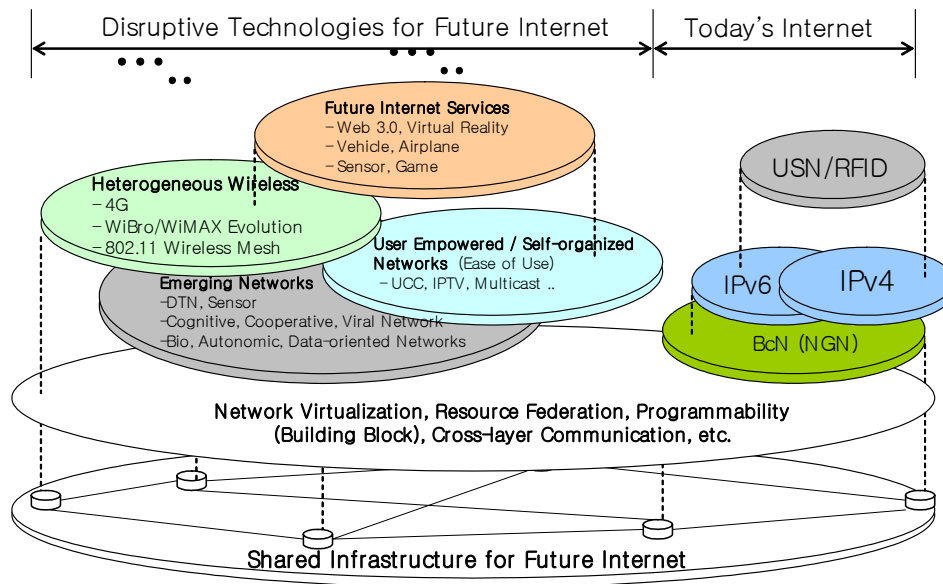 Disruptive Technologies for Future Internet
Today's Internet
Future Internet Services
- Web 3.0, Virtual Reality
- Vehicle, Airplane
- Sensor, Game
USN/RFID
Heterogeneous Wireless
- 4G
- WiBro/WiMAX Evolution
- 802.11 Wireless Mesh
User Empowered / Self-organized
Networks (Ease of Use)
- UCC, IPTV, Multicast ..
IPv6
IPv4
Emerging Networks
-DTN, Sensor
-Cognitive, Cooperative, Viral Network
-Bio, Autonomic, Data-oriented Networks
BcN (NGN)
Network Virtualization, Resource Federation, Programmability
(Building Block), Cross-layer Communication, etc.
Shared Infrastructure for Future Internet